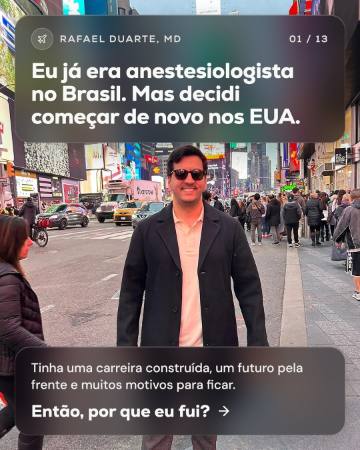 RAFAEL DUARTE, MD
01 / 13
Eu já era anestesiologista
no Brasil. Mas decidi
começar de novo nos EUA.
Tinha uma carreira construída, um futuro pela
frente e muitos motivos para ficar.
Então, por que eu fui? →